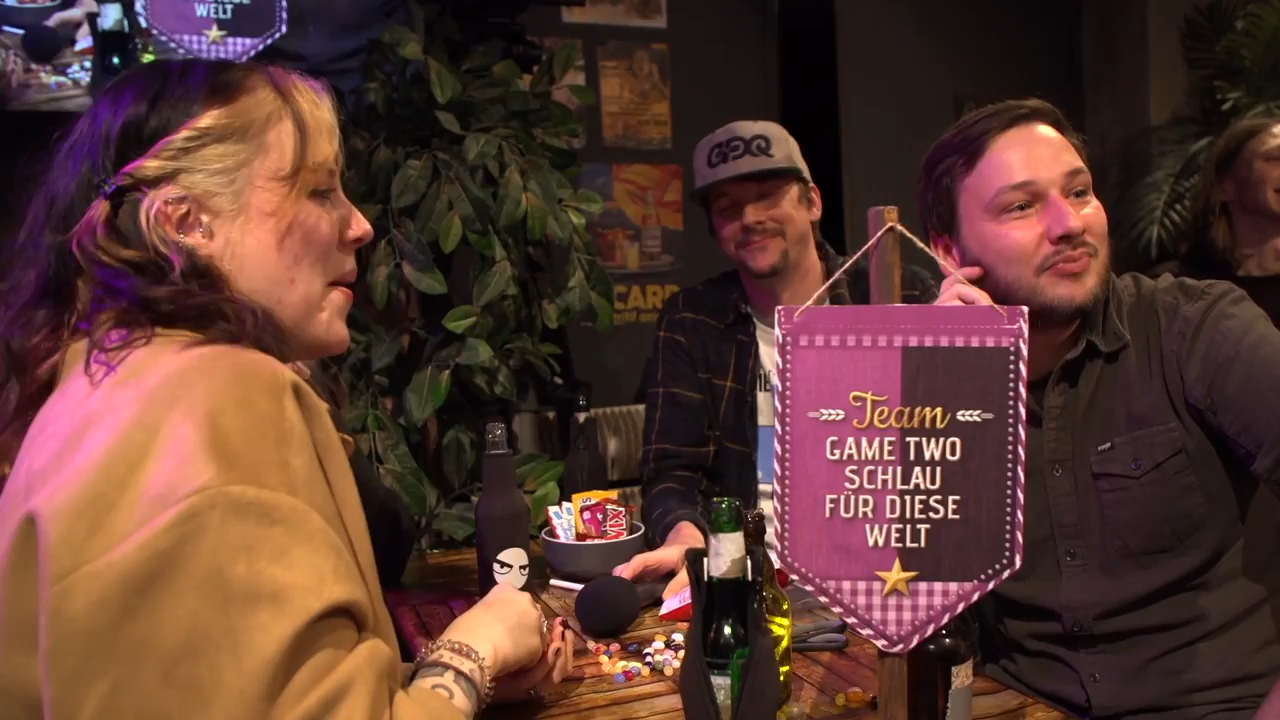 WELT
GDQ
CARD
Team
GAME TWO
SCHLAU
FÜR DIESE
WELT